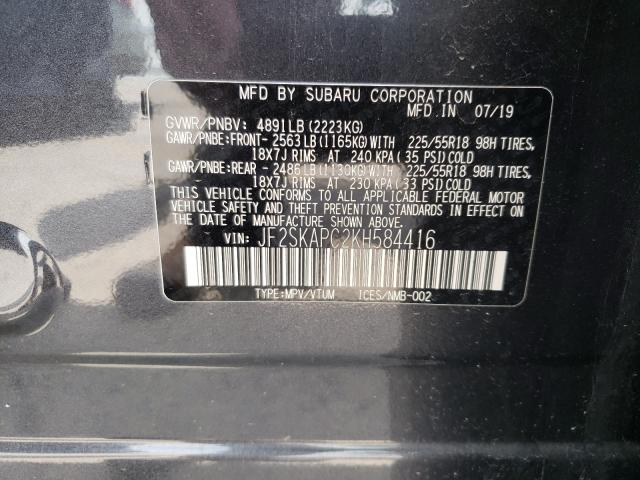 MFD BY SUBARU CORPORATION
MFD.IN 07/19
GVWR/PNBV: 4891LB(2223KG)
GAWR/PNBE:FRONT- 2563LB(1165KG)WITH 225/55R18 98H TIRES,
18X7J RIMS AT 240 KPA(35 PSI)COLD
GAWR/PNBE:REAR - 2486LB(1130KG)WITH 225/55R18 98H TIRES,
18X7J RIMS AT 230 KPA(33 PSI)COLD
THIS VEHICLE CONFORMS TO ALL APPLICABLE FEDERAL MOTOR
VEHICLE SAFETY AND BUMPER STANDARDS IN EFFECT ON
THE DATE OF MANUFACTURE SHOWN ABOVE.
VIN: JF2SKAPC2KH584416
TYPE:MPV/VTUM ICES/NMB-002